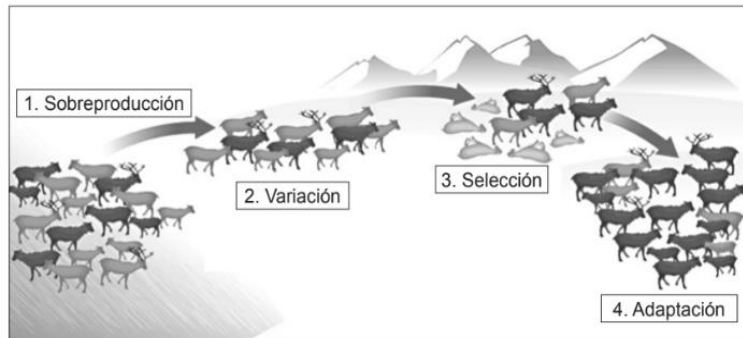 1. Sobreproducción
2. Variación
3. Selección
4. Adaptación